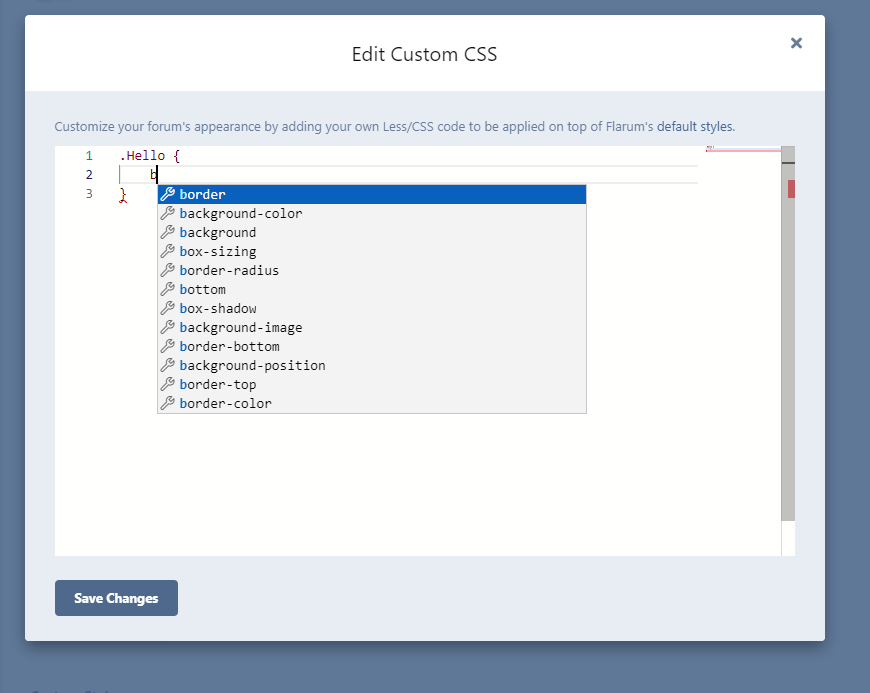 Edit Custom CSS
Customize your forum's appearance by adding your own Less/CSS code to be applied on top of Flarum's default styles.
1 .Hello {
2 b
3 }
border
background-color
background
box-sizing
border-radius
bottom
box-shadow
background-image
border-bottom
background-position
border-top
border-color
Save Changes